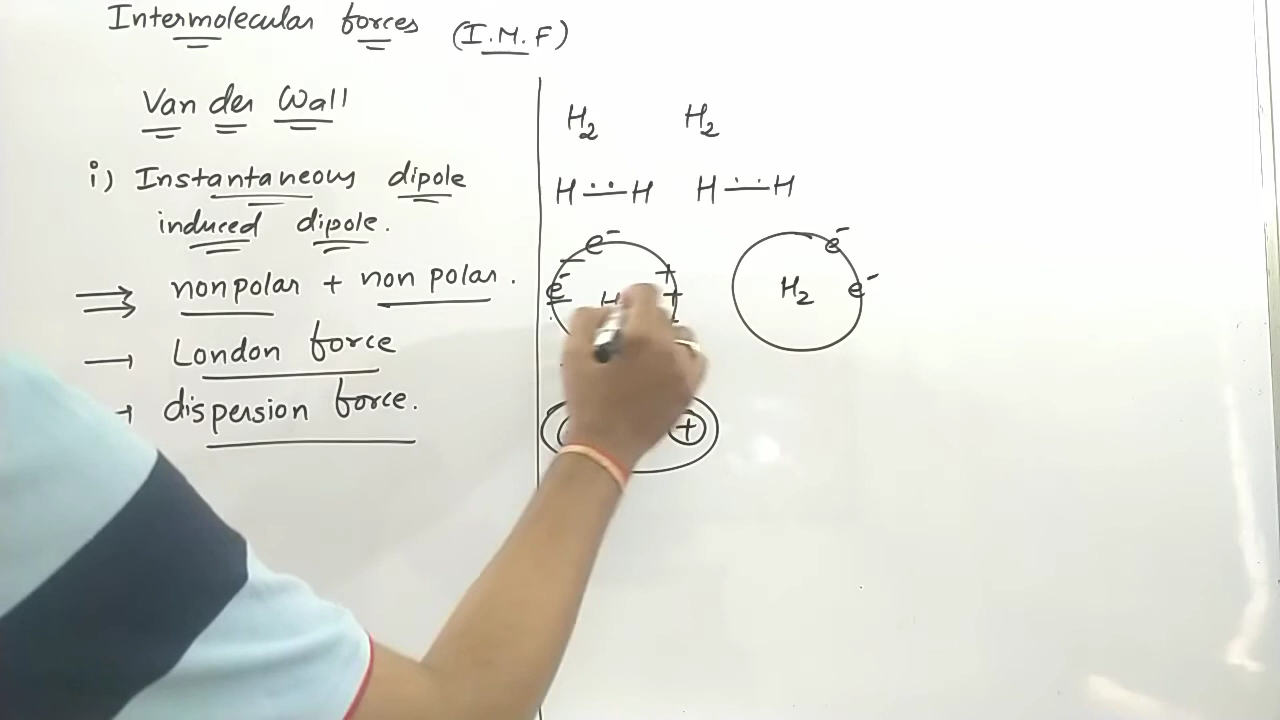 Intermolecular forces (I.M.F)
Van der Wall
i) Instantaneous dipole
induced dipole.
⇒ nonpolar + non polar.
→ London force
→ dispersion force.
H₂ H₂
H∸∸H H∸∸H
e⁻ e⁻
e⁻ + H₂ e⁻
+
+